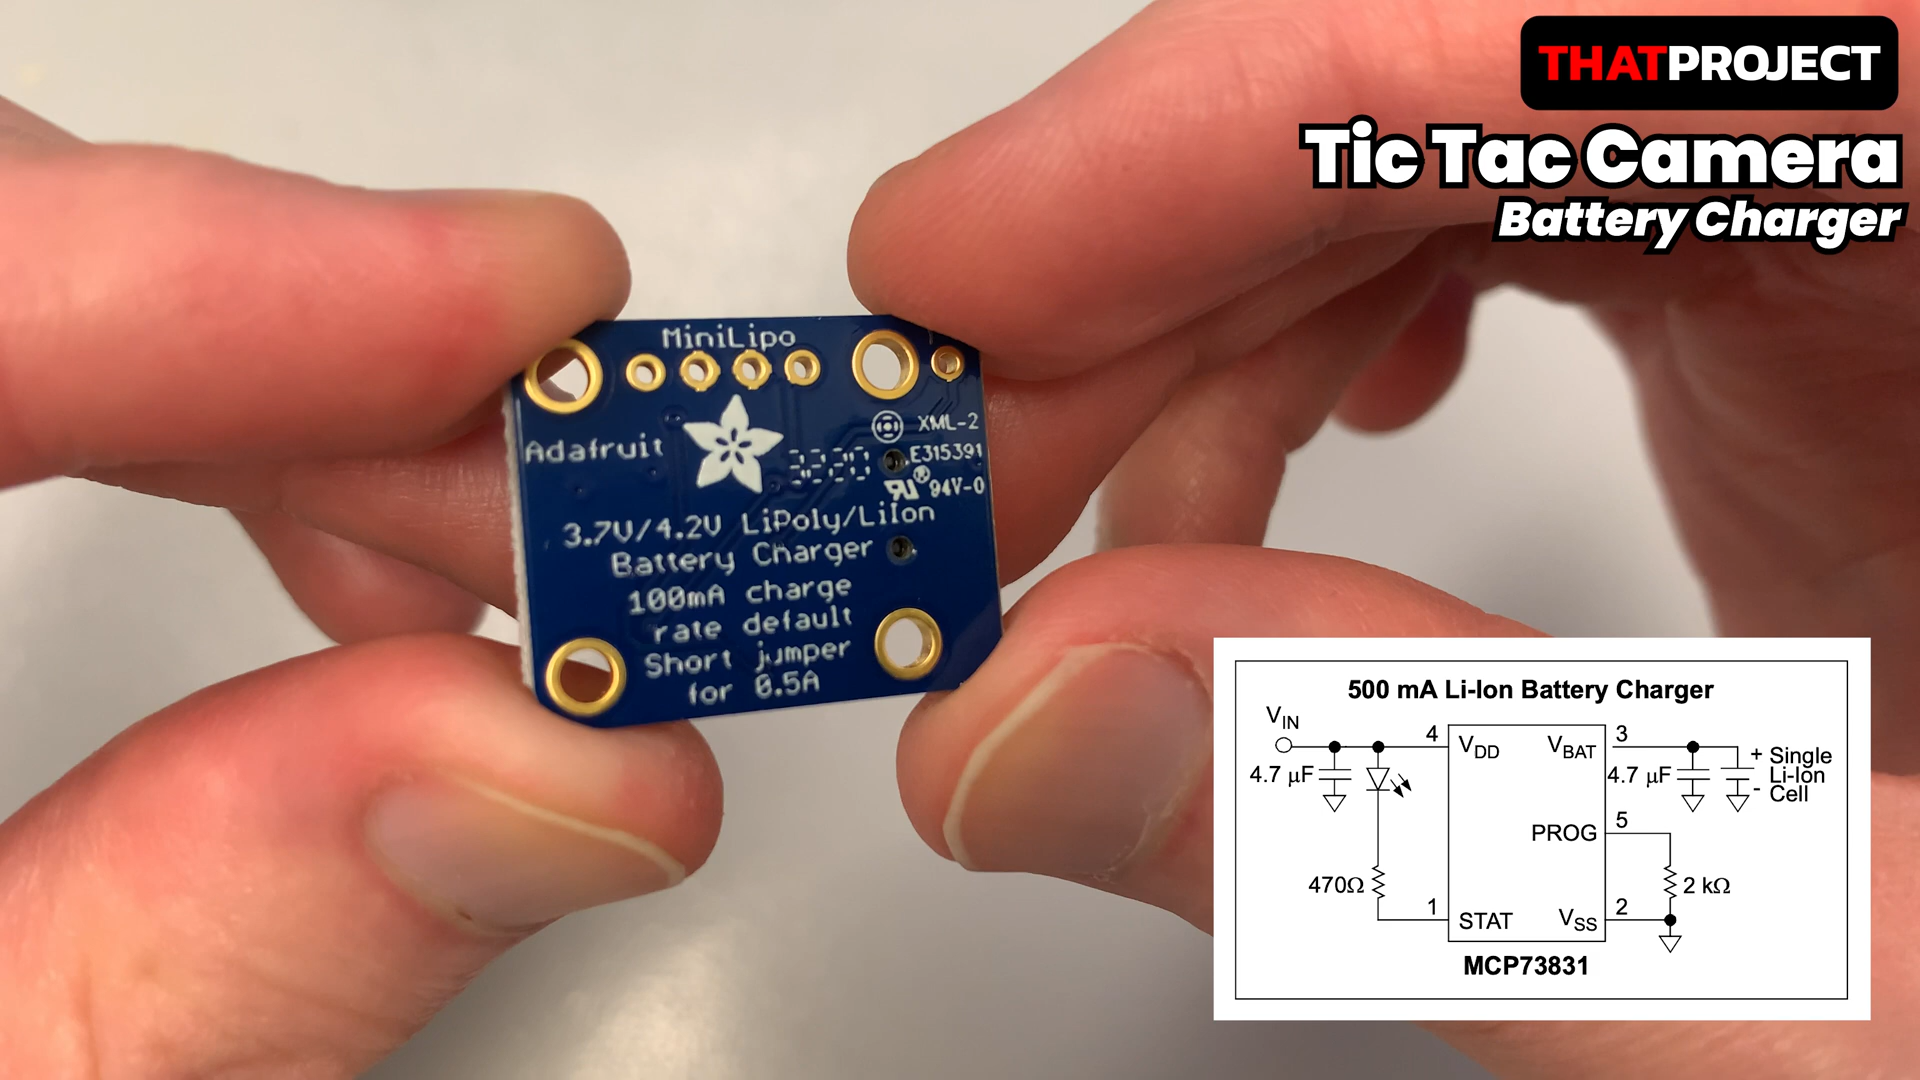 THATPROJECT
Tic Tac Camera
Battery Charger
MiniLipo
XML-2
Adafruit
3220
E315391
94V-0
3.7V/4.2V LiPoly/LiIon
Battery Charger
100mA charge
rate default
Short jumper
for 0.5A
500 mA Li-Ion Battery Charger
VIN
4
VDD
VBAT
3
4.7 µF
4.7 µF
+ Single
Li-Ion
- Cell
PROG
5
470Ω
2 kΩ
1
STAT
VSS
2
MCP73831